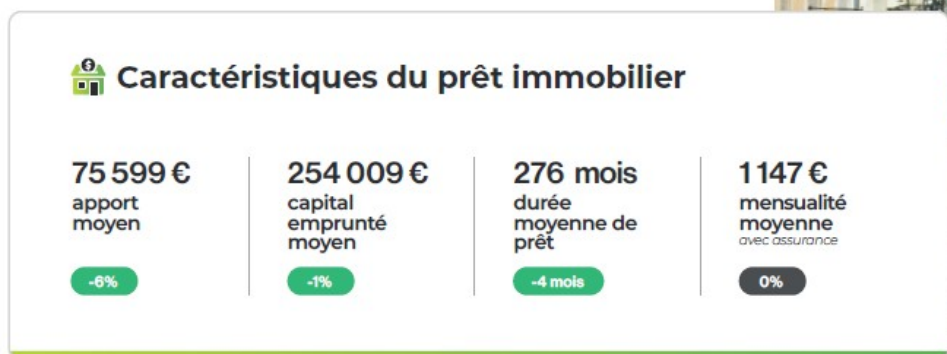 Caractéristiques du prêt immobilier
75 599 €
apport
moyen
-6%
254 009 €
capital
emprunté
moyen
-1%
276 mois
durée
moyenne de
prêt
-4 mois
1 147 €
mensualité
moyenne
avec assurance
0%